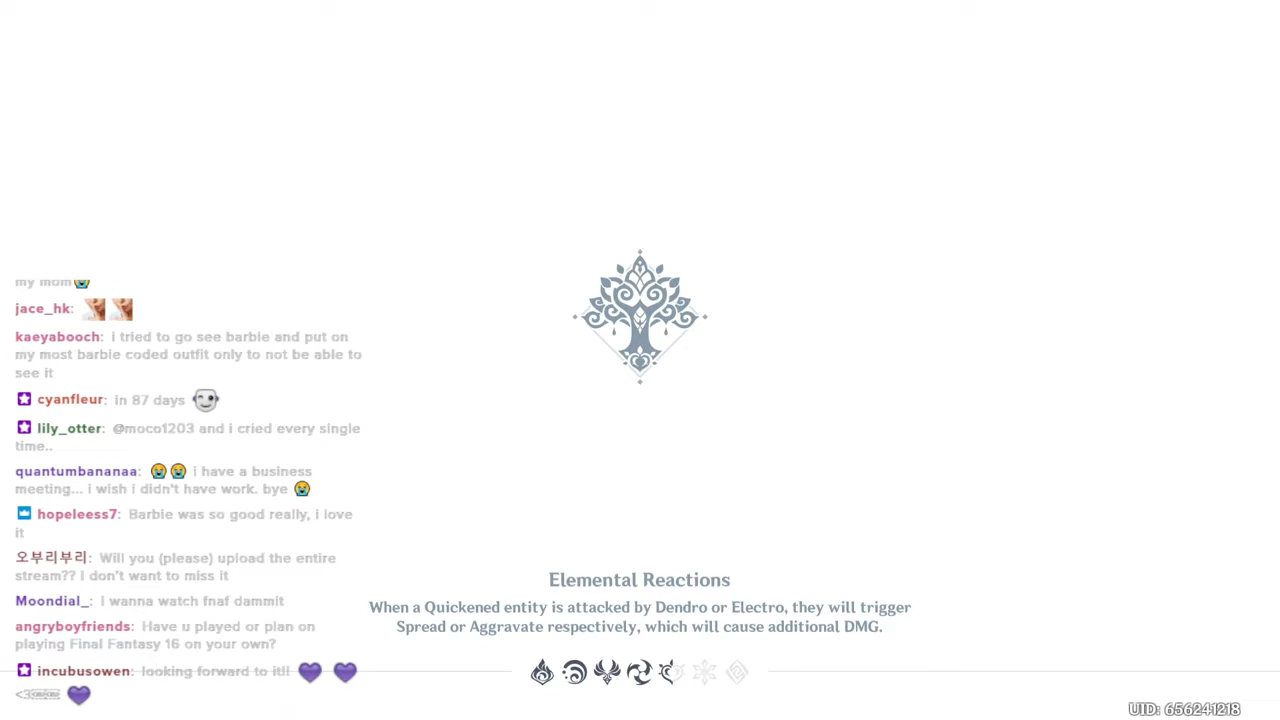 my mom
jace_hk:
kaeyabooch: i tried to go see barbie and put on
my most barbie coded outfit only to not be able to
see it
cyanfleur: in 87 days
lily_otter: @moco1203 and i cried every single
time..
quantumbananaa: i have a business
meeting... i wish i didn't have work. bye
hopeleess7: Barbie was so good really, i love
it
오부리부리: Will you (please) upload the entire
stream?? I don't want to miss it
Moondial_: I wanna watch fnaf dammit
angryboyfriends: Have u played or plan on
playing Final Fantasy 16 on your own?
incubusowen: looking forward to it!!
Elemental Reactions
When a Quickened entity is attacked by Dendro or Electro, they will trigger
Spread or Aggravate respectively, which will cause additional DMG.
UID: 656241218